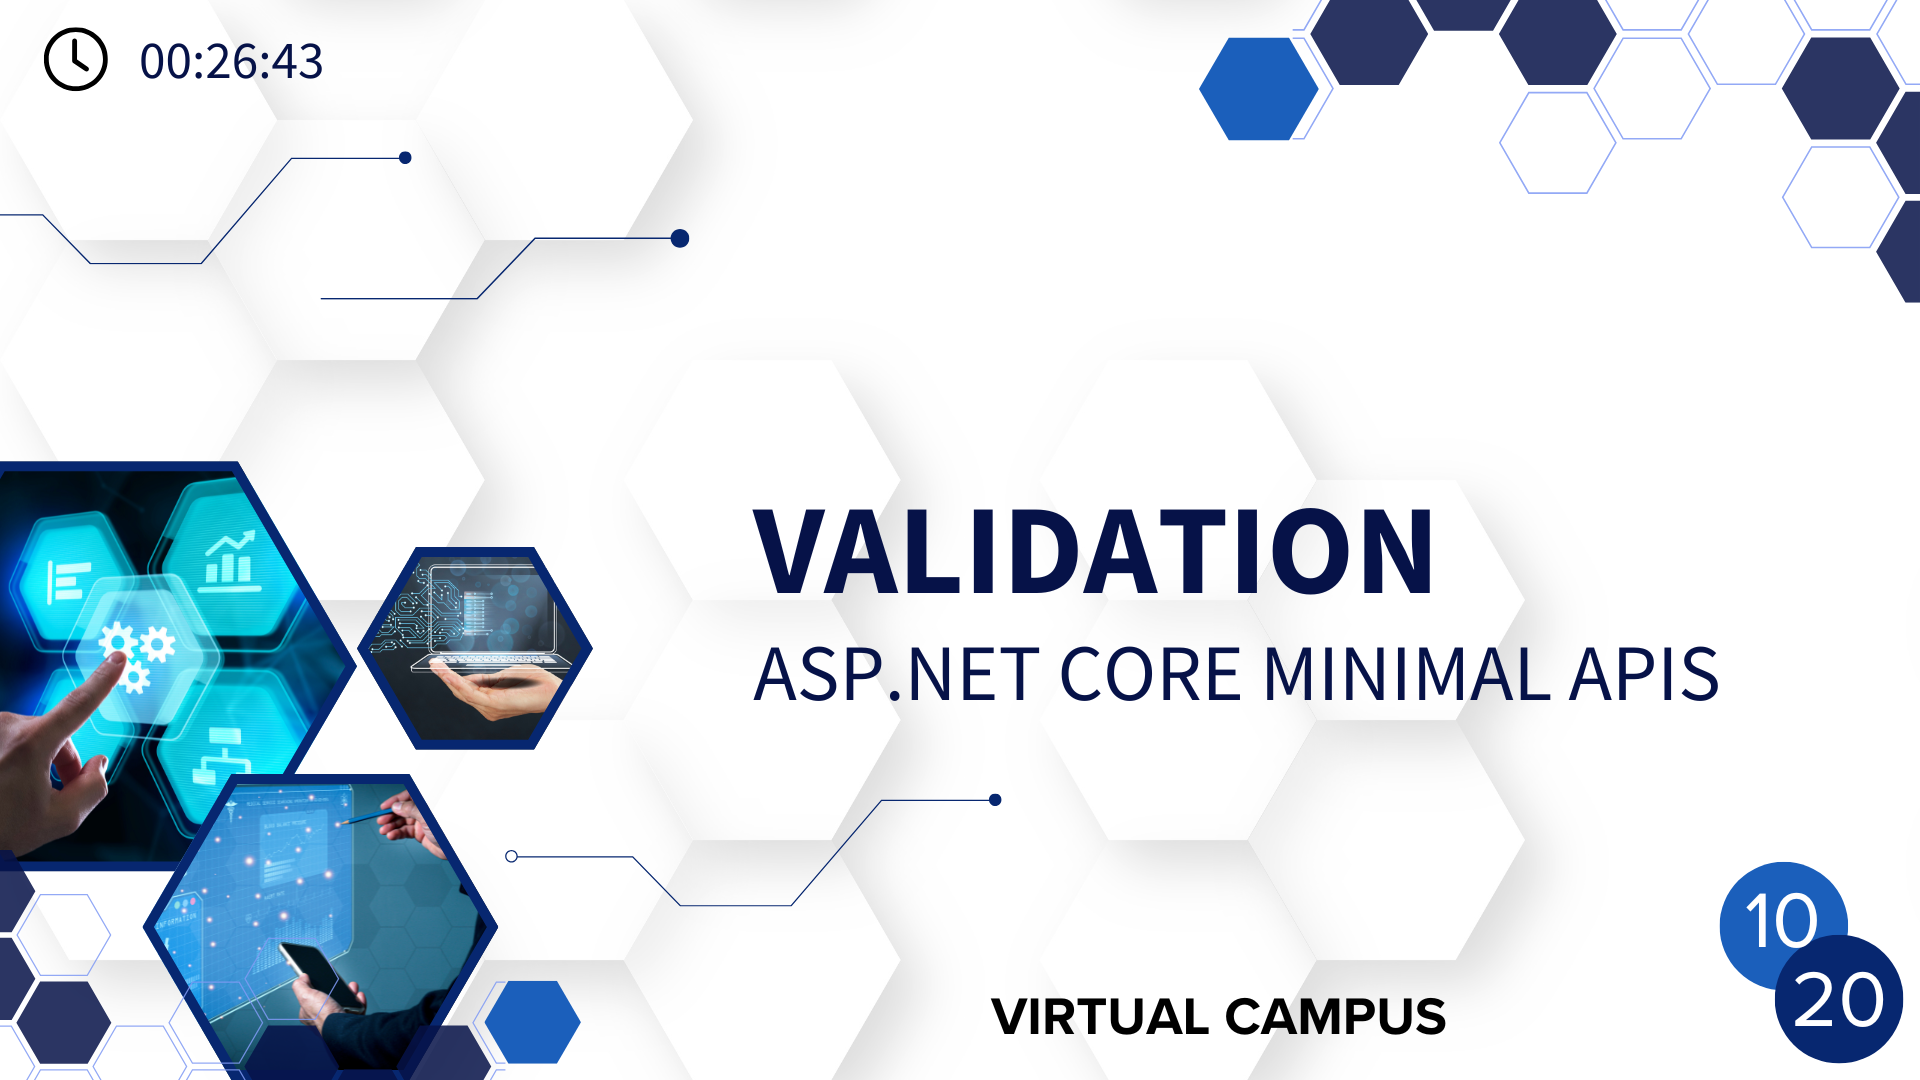 00:26:43
VALIDATION
ASP.NET CORE MINIMAL APIS
10
20
VIRTUAL CAMPUS